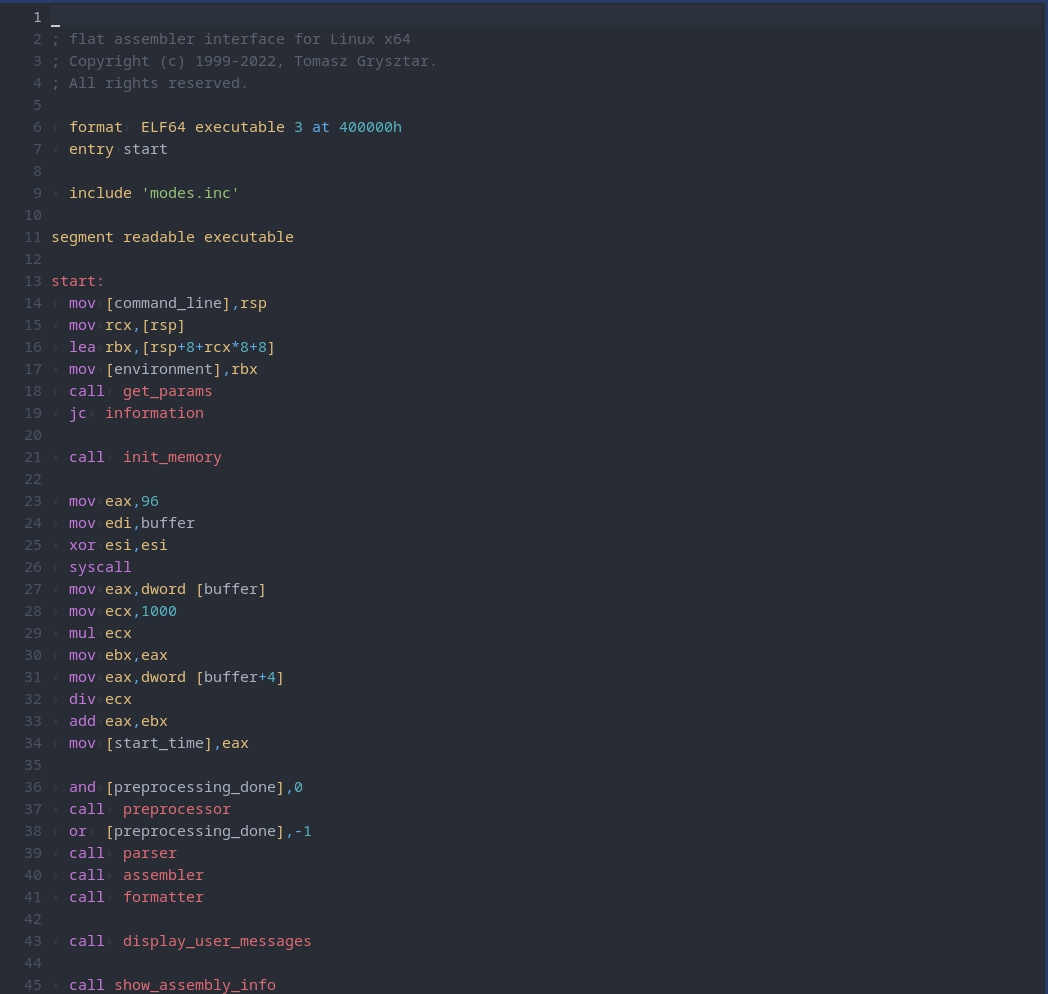 1
2 ; flat assembler interface for Linux x64
3 ; Copyright (c) 1999-2022, Tomasz Grysztar.
4 ; All rights reserved.
5
6 format ELF64 executable 3 at 400000h
7 entry start
8
9 include 'modes.inc'
10
11 segment readable executable
12
13 start:
14 mov [command_line],rsp
15 mov rcx,[rsp]
16 lea rbx,[rsp+8+rcx*8+8]
17 mov [environment],rbx
18 call get_params
19 jc information
20
21 call init_memory
22
23 mov eax,96
24 mov edi,buffer
25 xor esi,esi
26 syscall
27 mov eax,dword [buffer]
28 mov ecx,1000
29 mul ecx
30 mov ebx,eax
31 mov eax,dword [buffer+4]
32 div ecx
33 add eax,ebx
34 mov [start_time],eax
35
36 and [preprocessing_done],0
37 call preprocessor
38 or [preprocessing_done],-1
39 call parser
40 call assembler
41 call formatter
42
43 call display_user_messages
44
45 call show_assembly_info